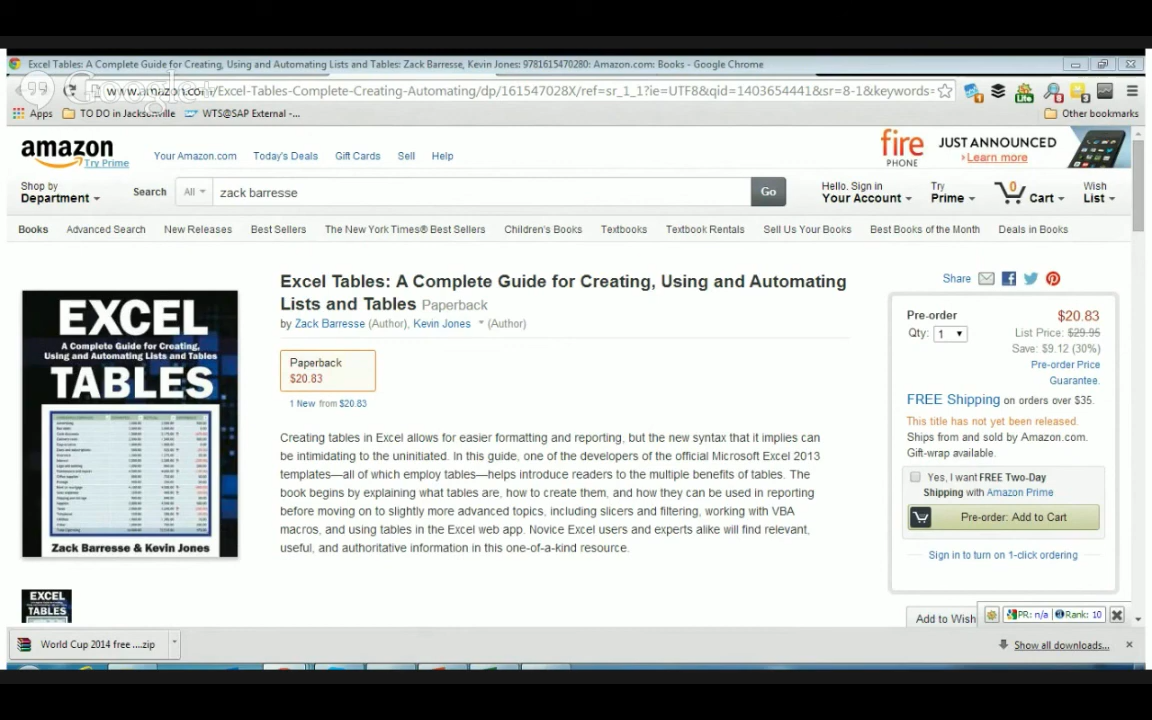 Excel Tables: A Complete Guide for Creating, Using and Automating Lists and Tables: Zack Barresse, Kevin Jones: 9781615470280: Amazon.com: Books - Google Chrome
Google
www.amazon.com/Excel-Tables-Complete-Creating-Automating/dp/161547028X/ref=sr_1_1?ie=UTF8&qid=1403654441&sr=8-1&keywords=
Apps TO DO in Jacksonville WTS@SAP External -... Other bookmarks
amazon
Try Prime
Your Amazon.com Today's Deals Gift Cards Sell Help
fire PHONE
JUST ANNOUNCED
Learn more
Shop by
Department
Search All zack barresse Go
Hello. Sign in
Your Account
Try
Prime
0
Cart
Wish
List
Books Advanced Search New Releases Best Sellers The New York Times® Best Sellers Children's Books Textbooks Textbook Rentals Sell Us Your Books Best Books of the Month Deals in Books
EXCEL
A Complete Guide for Creating,
Using and Automating Lists and Tables
TABLES
Zack Barresse & Kevin Jones
EXCEL
TABLES
Excel Tables: A Complete Guide for Creating, Using and Automating
Lists and Tables Paperback
by Zack Barresse (Author), Kevin Jones (Author)
Paperback
$20.83
1 New from $20.83
Creating tables in Excel allows for easier formatting and reporting, but the new syntax that it implies can
be intimidating to the uninitiated. In this guide, one of the developers of the official Microsoft Excel 2013
templates—all of which employ tables—helps introduce readers to the multiple benefits of tables. The
book begins by explaining what tables are, how to create them, and how they can be used in reporting
before moving on to slightly more advanced topics, including slicers and filtering, working with VBA
macros, and using tables in the Excel web app. Novice Excel users and experts alike will find relevant,
useful, and authoritative information in this one-of-a-kind resource.
Share
Pre-order $20.83
Qty: 1 List Price: $29.95
Save: $9.12 (30%)
Pre-order Price
Guarantee.
FREE Shipping on orders over $35.
This title has not yet been released.
Ships from and sold by Amazon.com.
Gift-wrap available.
Yes, I want FREE Two-Day
Shipping with Amazon Prime
Pre-order: Add to Cart
Sign in to turn on 1-click ordering
Add to Wish
PR: n/a Rank: 10
World Cup 2014 free ....zip
Show all downloads...